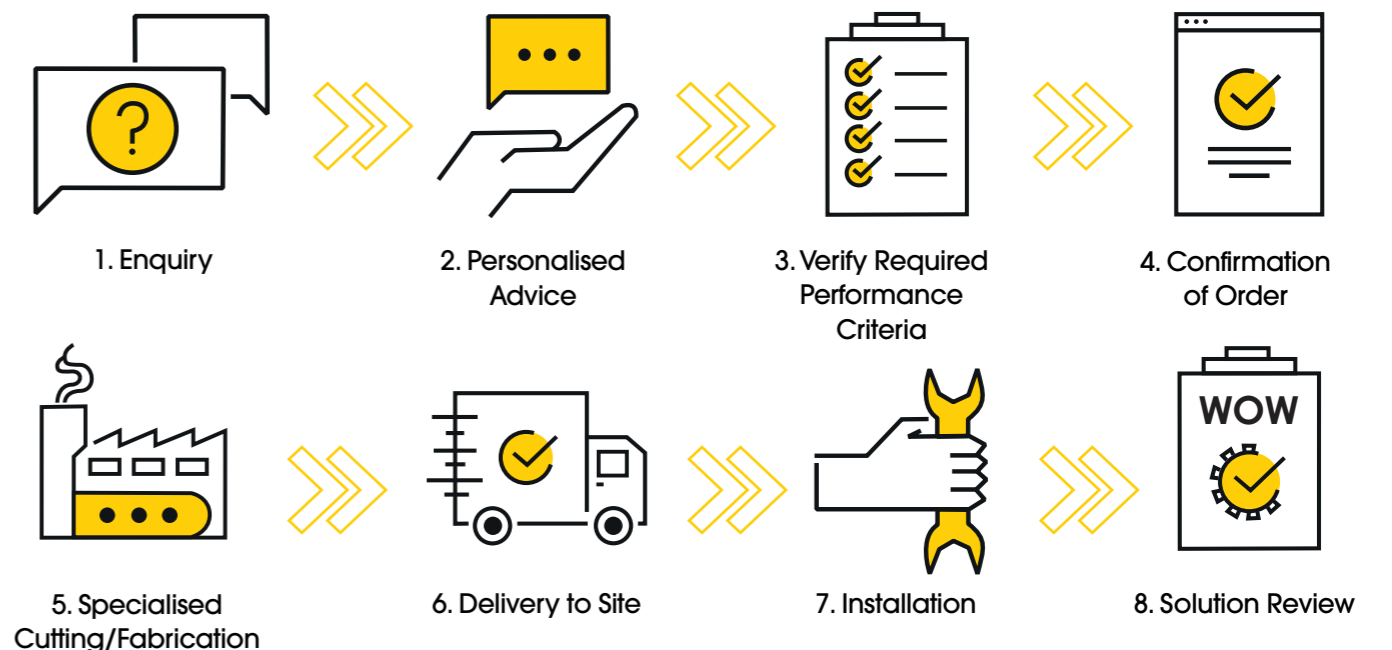 ?
1. Enquiry
2. Personalised
Advice
3. Verify Required
Performance
Criteria
4. Confirmation
of Order
WOW
5. Specialised
Cutting/Fabrication
6. Delivery to Site
7. Installation
8. Solution Review